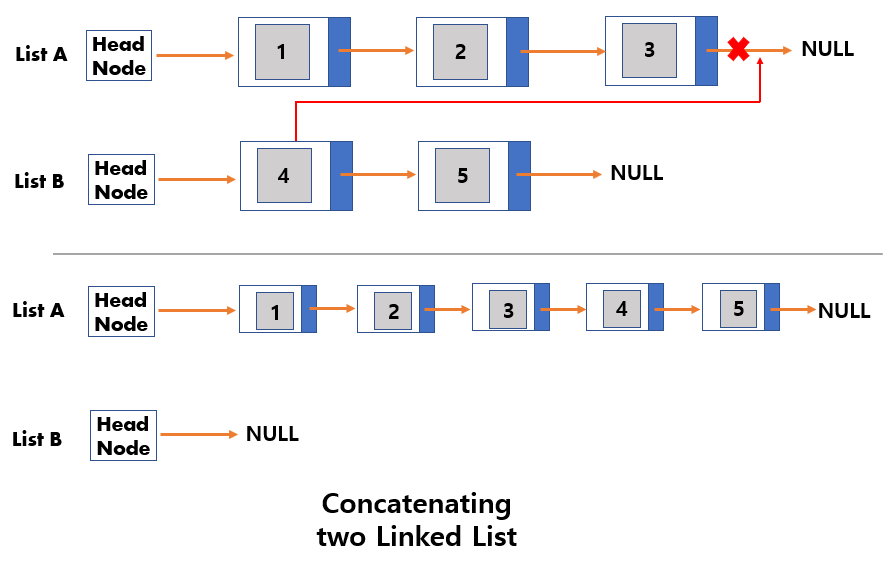 List A
Head
Node
1
2
3
NULL
List B
Head
Node
4
5
NULL
List A
Head
Node
1
2
3
4
5
NULL
List B
Head
Node
NULL
Concatenating
two Linked List